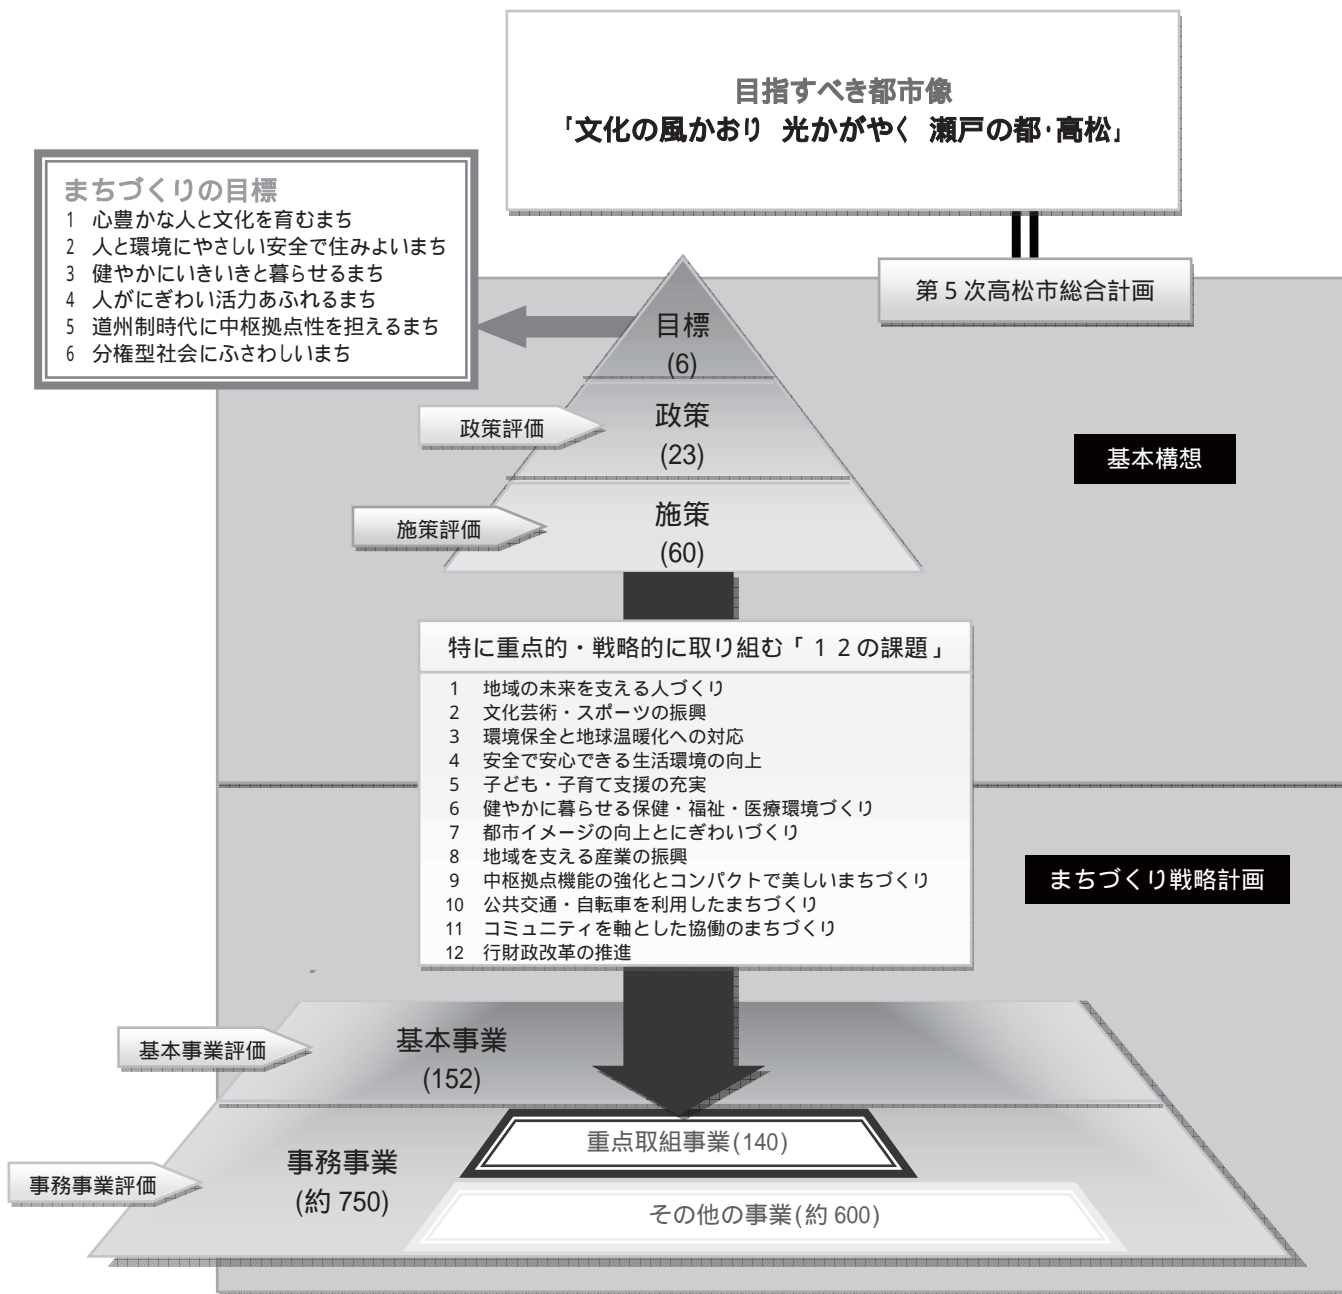 目指すべき都市像
「文化の風かおり 光かがやく 瀬戸の都・高松」
まちづくりの目標
1 心豊かな人と文化を育むまち
2 人と環境にやさしい安全で住みよいまち
3 健やかにいきいきと暮らせるまち
4 人がにぎわい活力あふれるまち
5 道州制時代に中枢拠点性を担えるまち
6 分権型社会にふさわしいまち
第5次高松市総合計画
目標
(6)
政策評価
政策
(23)
基本構想
施策評価
施策
(60)
特に重点的・戦略的に取り組む「12の課題」
1 地域の未来を支える人づくり
2 文化芸術・スポーツの振興
3 環境保全と地球温暖化への対応
4 安全で安心できる生活環境の向上
5 子ども・子育て支援の充実
6 健やかに暮らせる保健・福祉・医療環境づくり
7 都市イメージの向上とにぎわいづくり
8 地域を支える産業の振興
9 中枢拠点機能の強化とコンパクトで美しいまちづくり
10 公共交通・自転車を利用したまちづくり
11 コミュニティを軸とした協働のまちづくり
12 行財政改革の推進
まちづくり戦略計画
基本事業評価
基本事業
(152)
事務事業評価
事務事業
(約 750)
重点取組事業(140)
その他の事業(約 600)